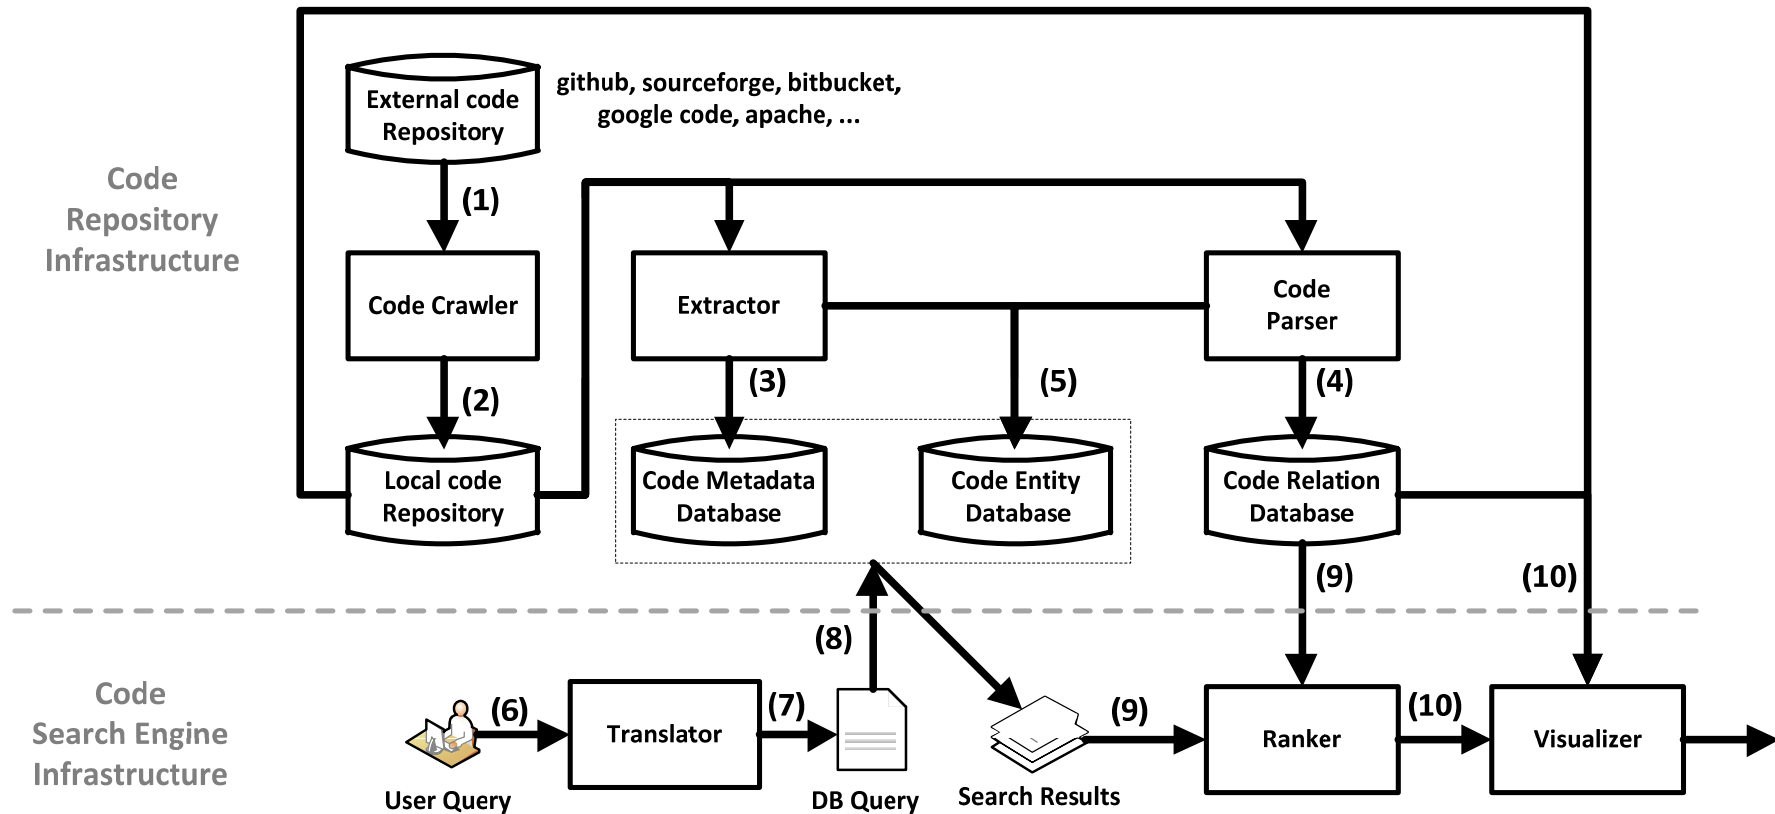 External code
Repository
github, sourceforge, bitbucket,
google code, apache, ...
Code
Repository
Infrastructure
(1)
Code Crawler
Extractor
Code
Parser
(2)
(3)
(5)
(4)
Local code
Repository
Code Metadata
Database
Code Entity
Database
Code Relation
Database
(9)
(10)
(8)
Code
Search Engine
Infrastructure
(6)
Translator
(7)
(9)
Ranker
(10)
Visualizer
User Query
DB Query
Search Results